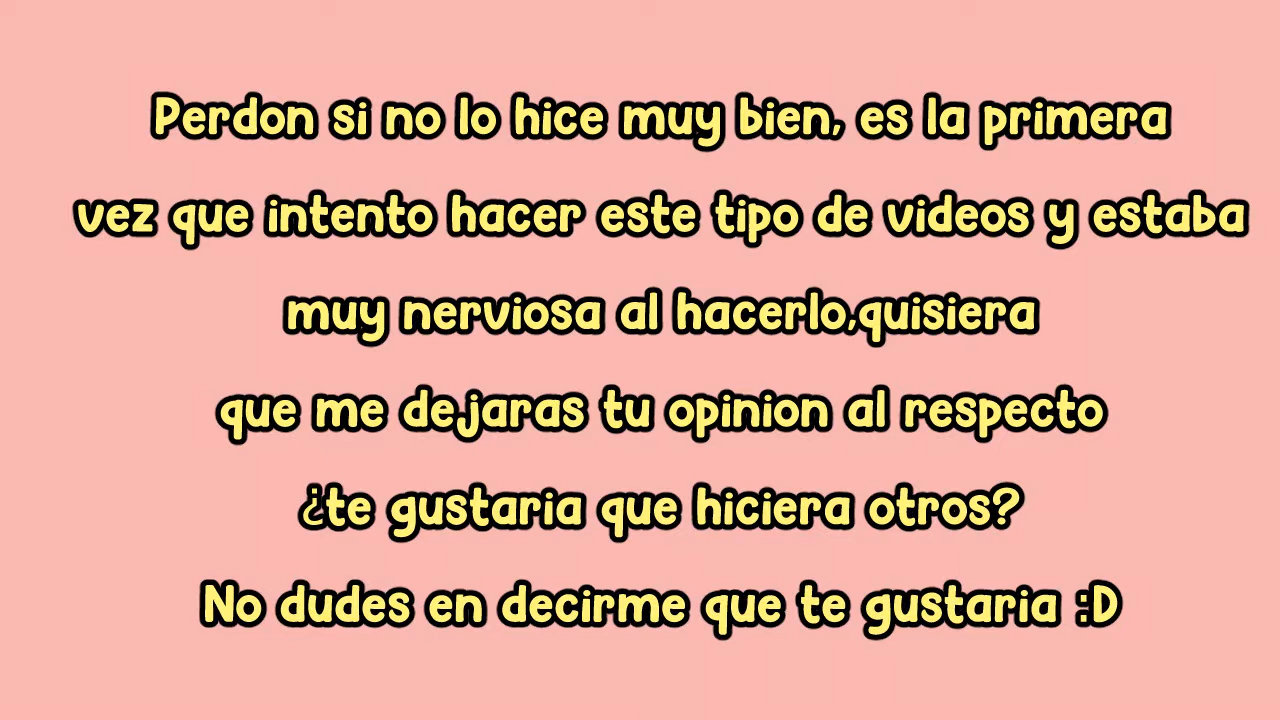 Perdon si no lo hice muy bien, es la primera
vez que intento hacer este tipo de videos y estaba
muy nerviosa al hacerlo,quisiera
que me dejaras tu opinion al respecto
¿te gustaria que hiciera otros?
No dudes en decirme que te gustaria :D